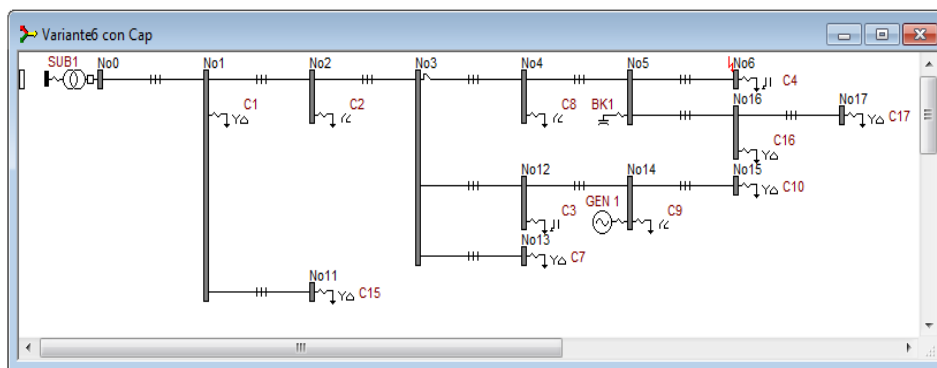 Variante6 con Cap
SUB1 No0 No1 No2 No3 No4 No5 No6
C1 C2 C8 BK1 C4
No16 No17
C17
C16
No12 No14 No15
C10
GEN 1
C3 C9
No13
C7
No11
C15